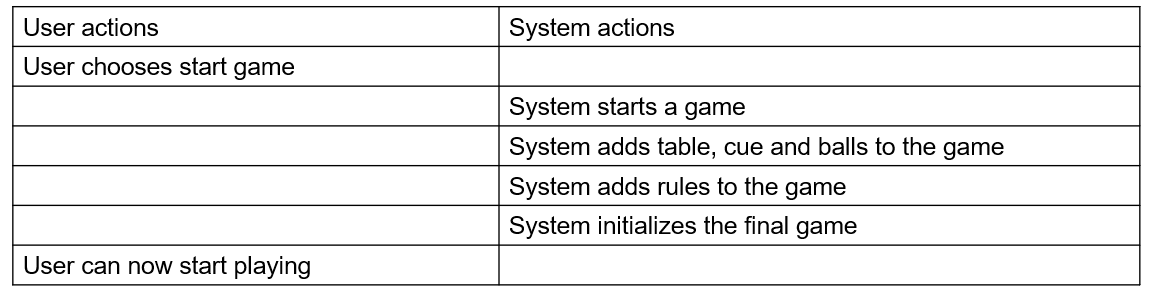 User actions
System actions
User chooses start game
System starts a game
System adds table, cue and balls to the game
System adds rules to the game
System initializes the final game
User can now start playing